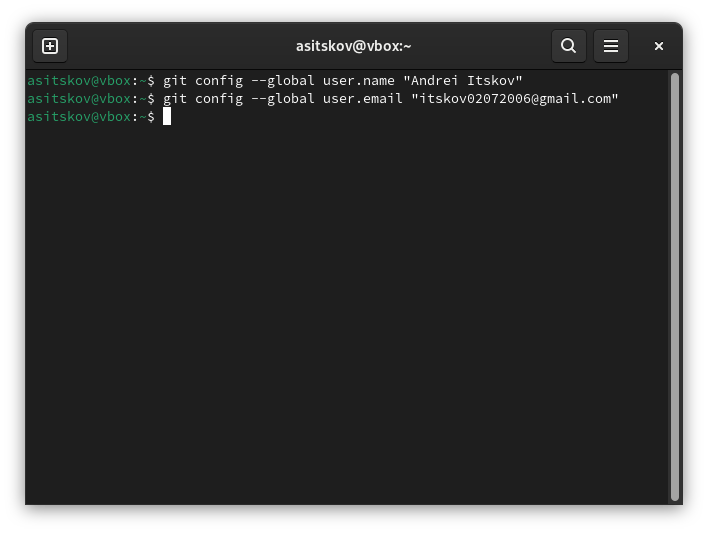 asitskov@vbox:~
asitskov@vbox:~$ git config --global user.name "Andrei Itskov"
asitskov@vbox:~$ git config --global user.email "itskov02072006@gmail.com"
asitskov@vbox:~$